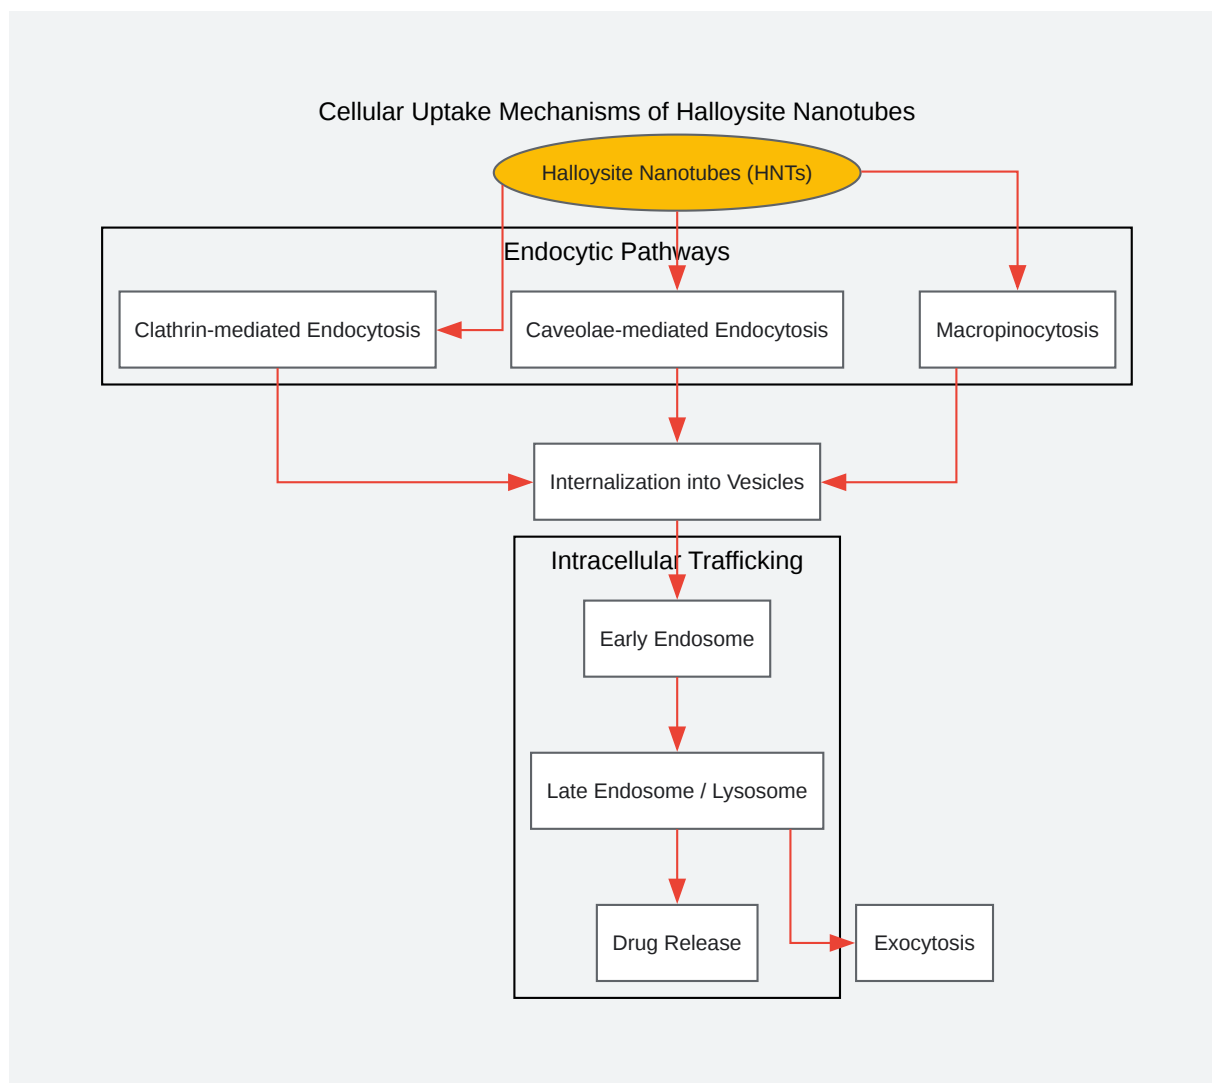 Cellular Uptake Mechanisms of Halloysite Nanotubes
Halloysite Nanotubes (HNTs)
Endocytic Pathways
Clathrin-mediated Endocytosis
Caveolae-mediated Endocytosis
Macropinocytosis
Internalization into Vesicles
Intracellular Trafficking
Early Endosome
Late Endosome / Lysosome
Drug Release
Exocytosis